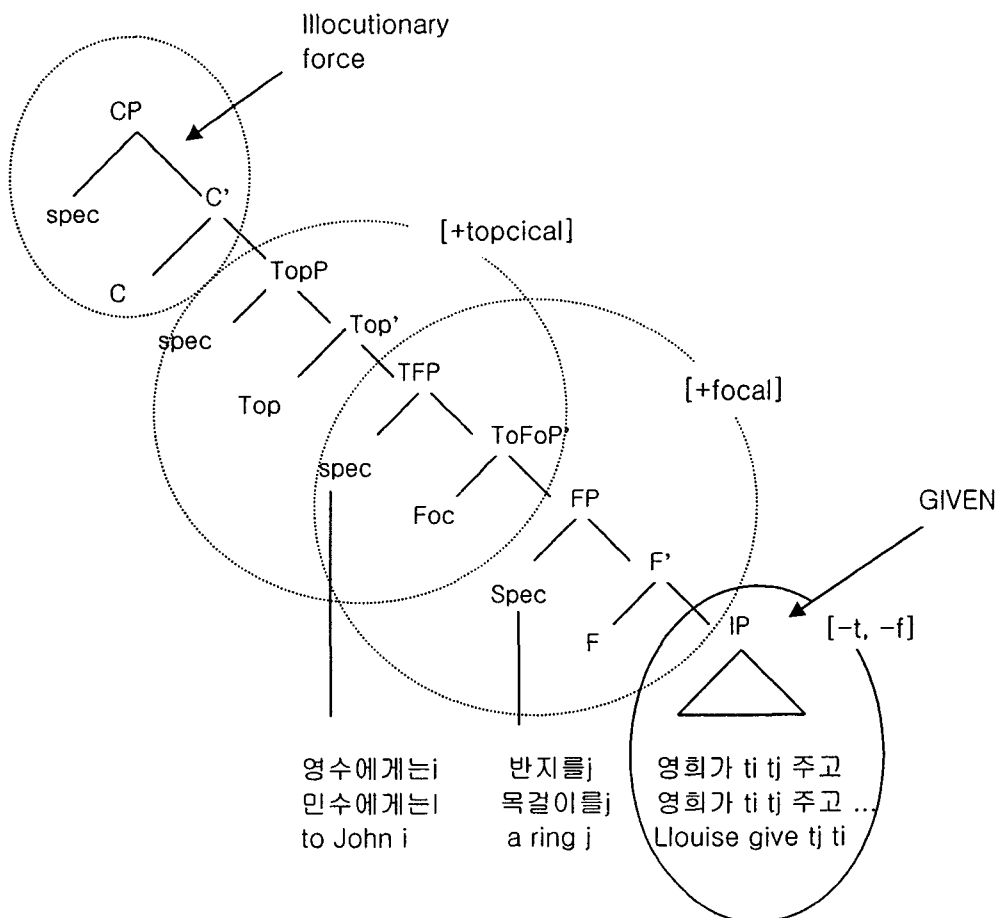 Illocutionary
force
CP
spec
C'
C
[+topcical]
TopP
spec
Top'
Top
TFP
[+focal]
spec
ToFoP'
Foc
FP
GIVEN
Spec
F'
F
IP
[-t, -f]
영수에게는i 반지를j 영희가 ti tj 주고
민수에게는I 목걸이를j 영희가 ti tj 주고 ...
to John i a ring j Llouise give tj ti